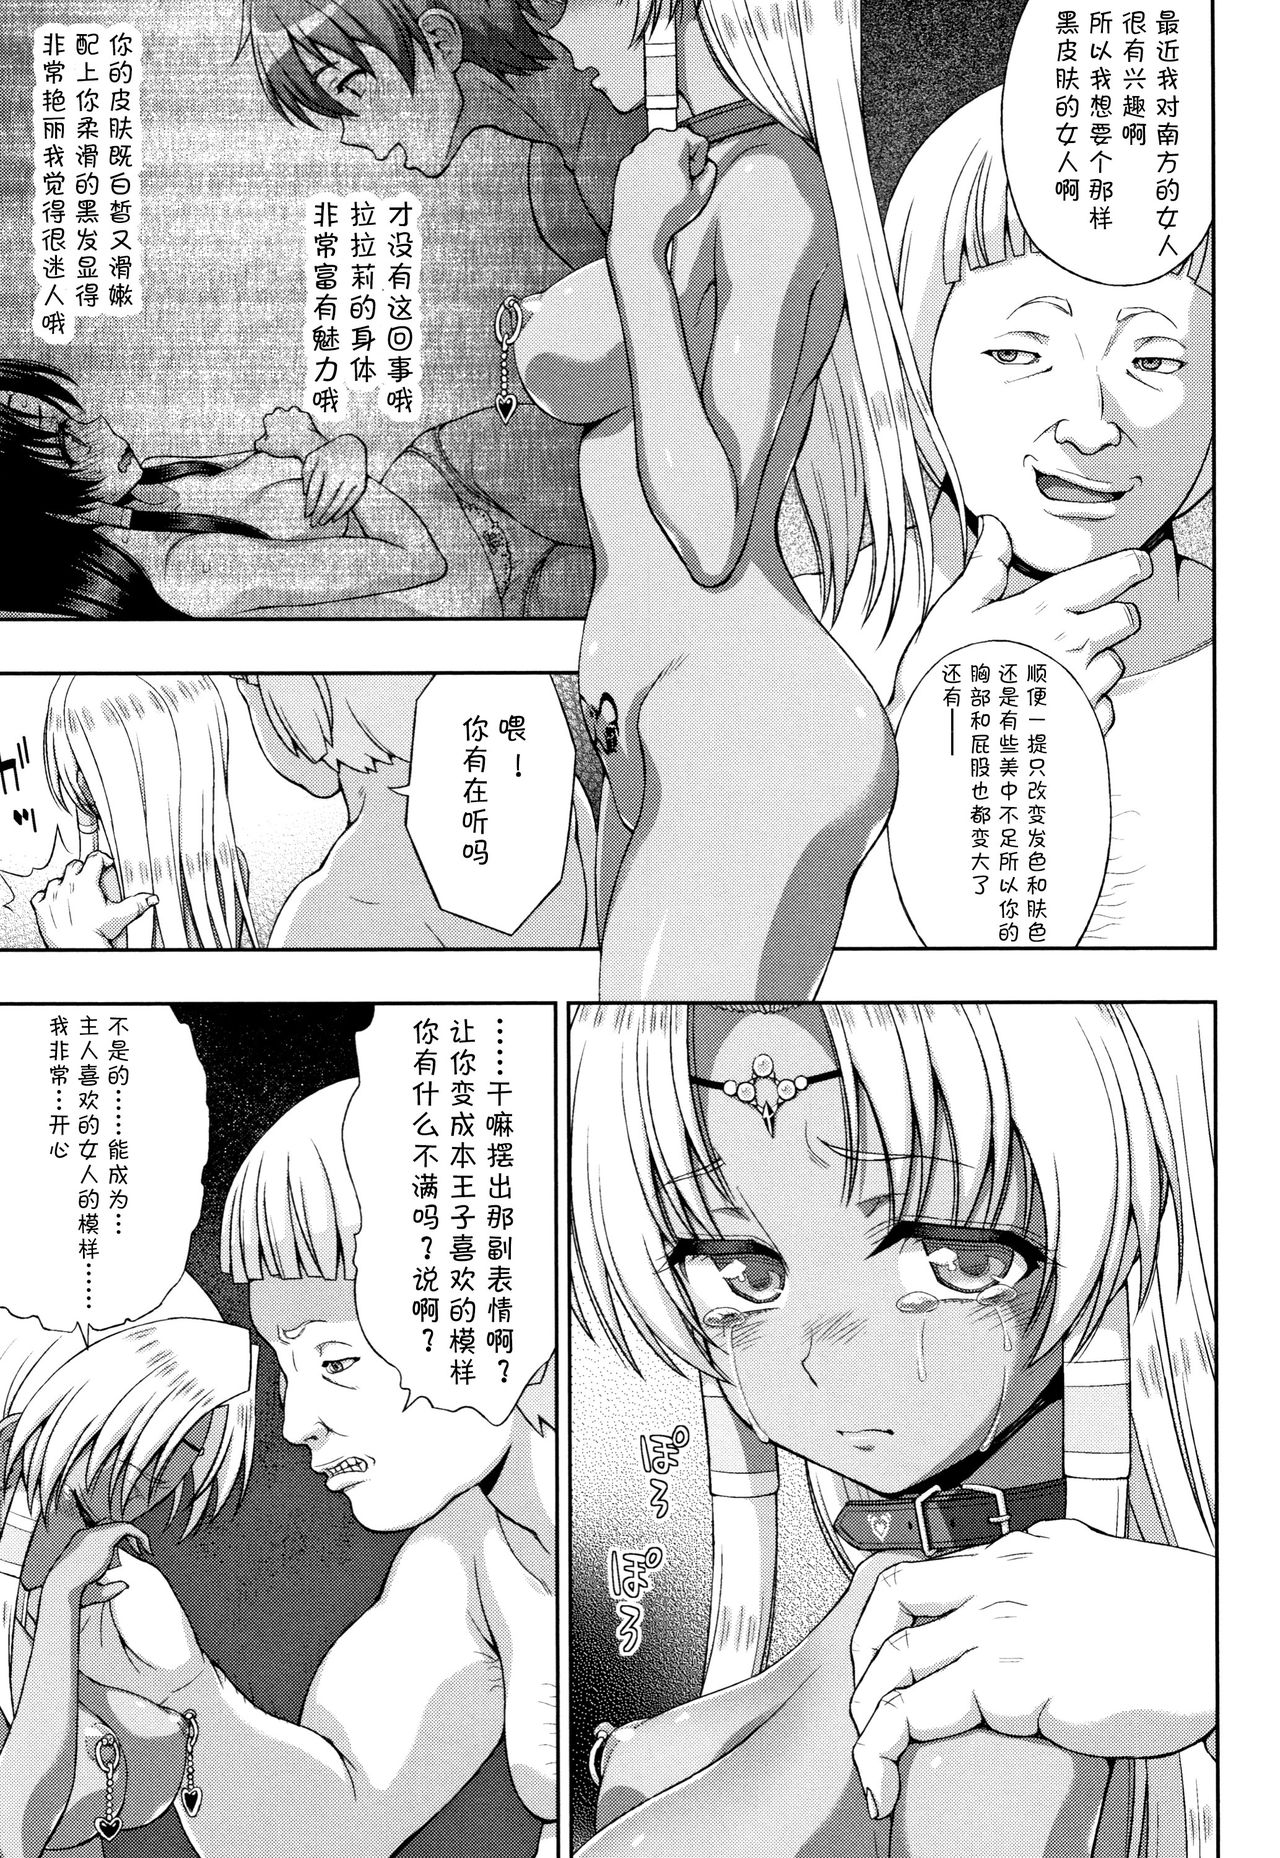 最近我对南方的女人
很有兴趣啊
所以我想要个那样
黑皮肤的女人啊
顺便一提只改变发色和肤色
还是有些美中不足所以你的
胸部和屁股也都变大了
还有——
才没有这回事哦
拉拉莉的身体
非常富有魅力哦
你的皮肤既白皙又滑嫩
配上你柔滑的黑发显得
非常艳丽我觉得很迷人哦
喂！
你有在听吗
ぽろ
ぽろ
……干嘛摆出那副表情啊？
让你变成本王子喜欢的模样
你有什么不满吗？说啊？
不是的……能成为…
主人喜欢的女人的模样……
我非常…开心